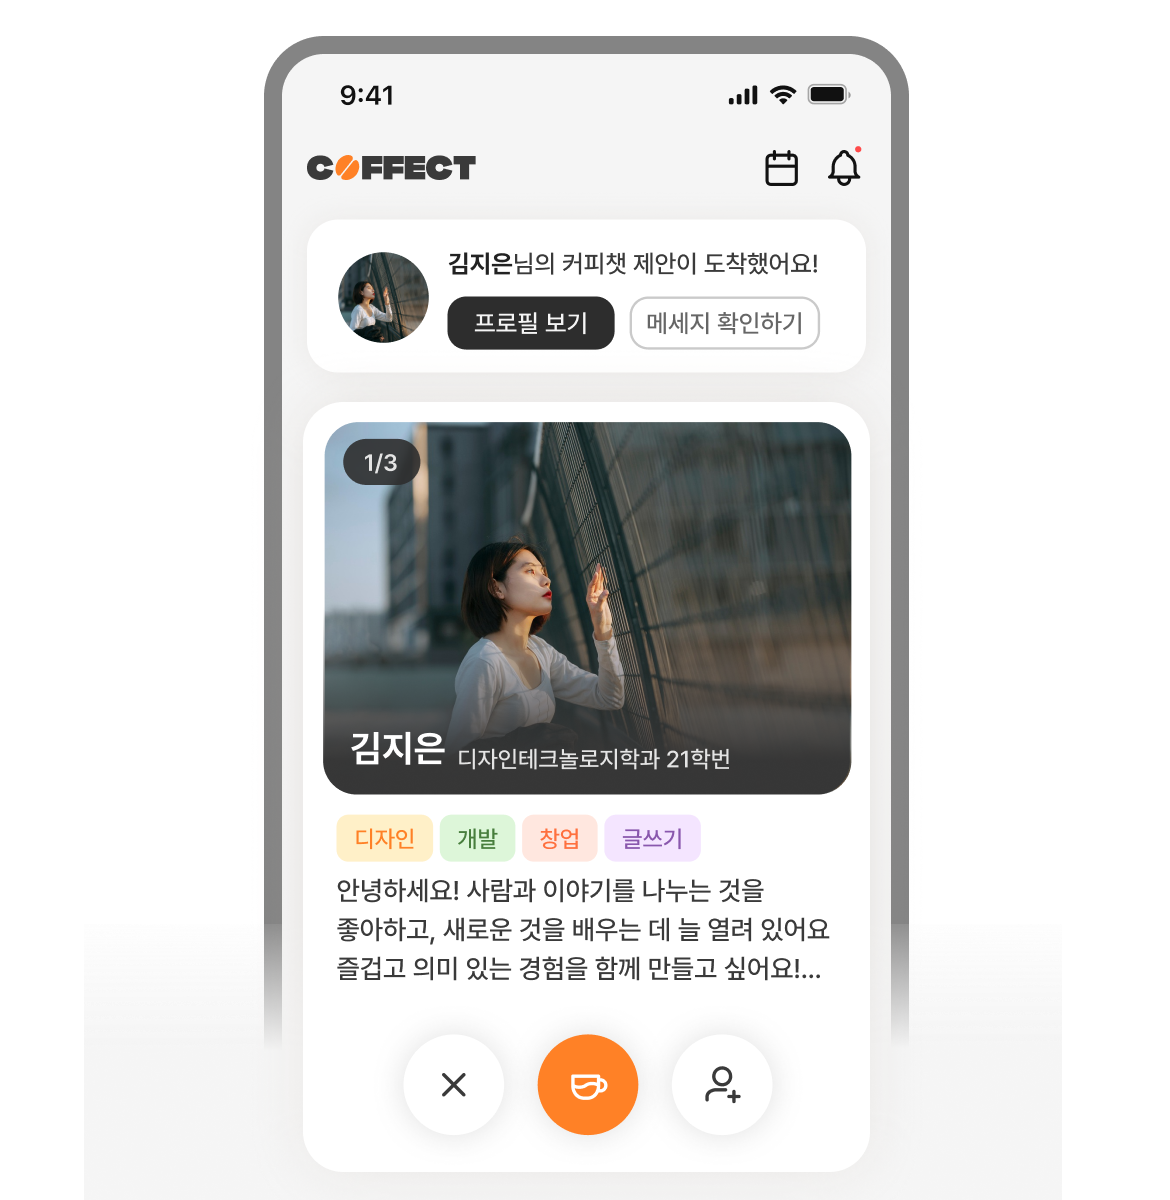 9:41
COFFECT
김지은님의 커피챗 제안이 도착했어요!
프로필 보기
메세지 확인하기
1/3
김지은 디자인테크놀로지학과 21학번
디자인 개발 창업 글쓰기
안녕하세요! 사람과 이야기를 나누는 것을
좋아하고, 새로운 것을 배우는 데 늘 열려 있어요
즐겁고 의미 있는 경험을 함께 만들고 싶어요!...